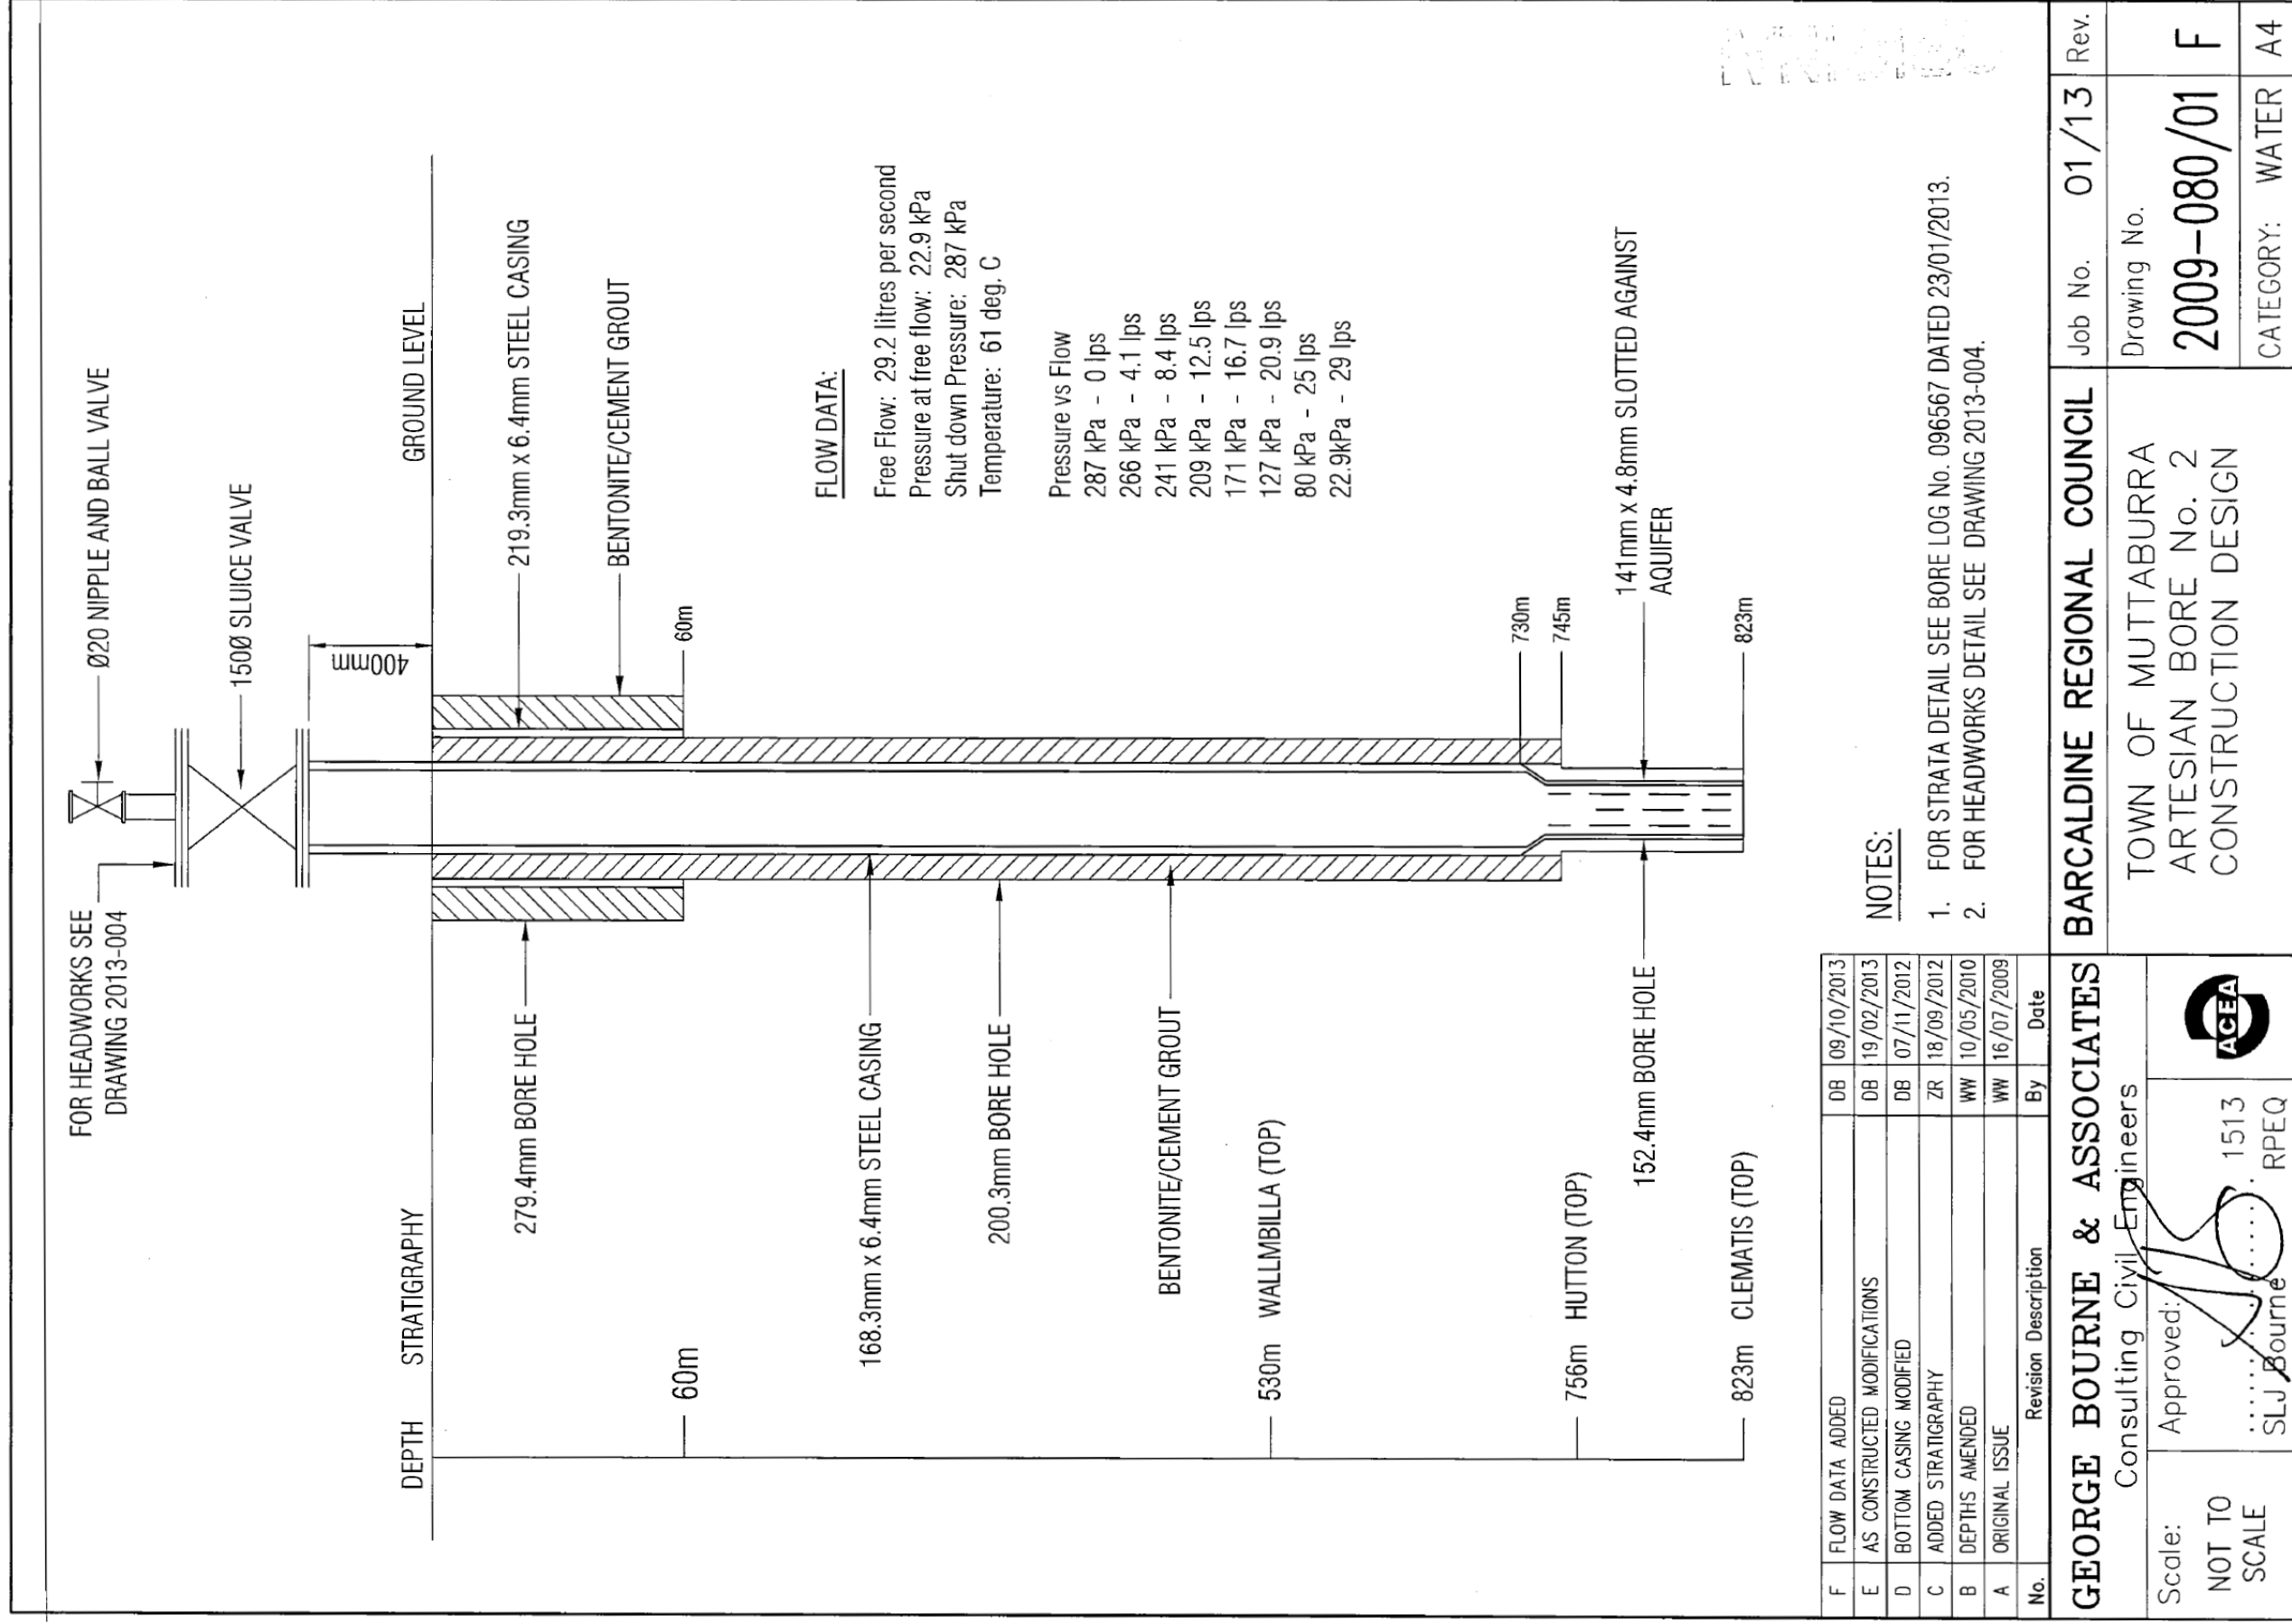 FOR HEADWORKS SEE
DRAWING 2013-004
Ø20 NIPPLE AND BALL VALVE
150Ø SLUICE VALVE
400mm
DEPTH
STRATIGRAPHY
GROUND LEVEL
279.4mm BORE HOLE
219.3mm x 6.4mm STEEL CASING
BENTONITE/CEMENT GROUT
60m
60m
168.3mm x 6.4mm STEEL CASING
200.3mm BORE HOLE
BENTONITE/CEMENT GROUT
530m WALLMBILLA (TOP)
756m HUTTON (TOP)
152.4mm BORE HOLE
823m CLEMATIS (TOP)
FLOW DATA:
Free Flow: 29.2 litres per second
Pressure at free flow: 22.9 kPa
Shut down Pressure: 287 kPa
Temperature: 61 deg. C
Pressure vs Flow
287 kPa - 0 lps
266 kPa - 4.1 lps
241 kPa - 8.4 lps
209 kPa - 12.5 lps
171 kPa - 16.7 lps
127 kPa - 20.9 lps
80 kPa - 25 lps
22.9kPa - 29 lps
730m
745m
141mm x 4.8mm SLOTTED AGAINST
AQUIFER
823m
NOTES:
1. FOR STRATA DETAIL SEE BORE LOG No. 096567 DATED 23/01/2013.
2. FOR HEADWORKS DETAIL SEE DRAWING 2013-004.
F FLOW DATA ADDED DB 09/10/2013
E AS CONSTRUCTED MODIFICATIONS DB 19/02/2013
D BOTTOM CASING MODIFIED DB 07/11/2012
C ADDED STRATIGRAPHY ZR 18/09/2012
B DEPTHS AMENDED WW 10/05/2010
A ORIGINAL ISSUE WW 16/07/2009
No. Revision Description By Date
GEORGE BOURNE & ASSOCIATES
Consulting Civil Engineers
Scale:
NOT TO
SCALE
Approved:
1513
SLJ Bourne RPEQ
ACEA
BARCALDINE REGIONAL COUNCIL
TOWN OF MUTTABURRA
ARTESIAN BORE No. 2
CONSTRUCTION DESIGN
Job No. 01/13
Rev.
Drawing No.
2009-080/01
F
CATEGORY: WATER
A4